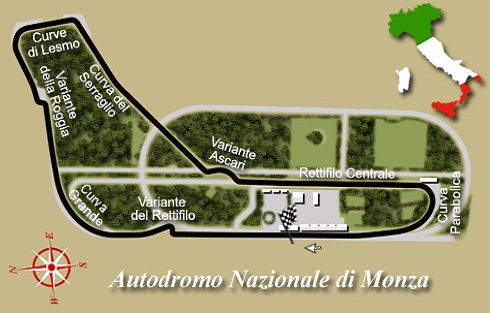 Curve
di Lesmo
Variante
della Roggia
Curva del
Serraglio
Variante
Ascari
Rettifilo Centrale
Curva
Parabolica
Curva
Grande
Variante
del Rettifilo
N
E
S
W
Autodromo Nazionale di Monza